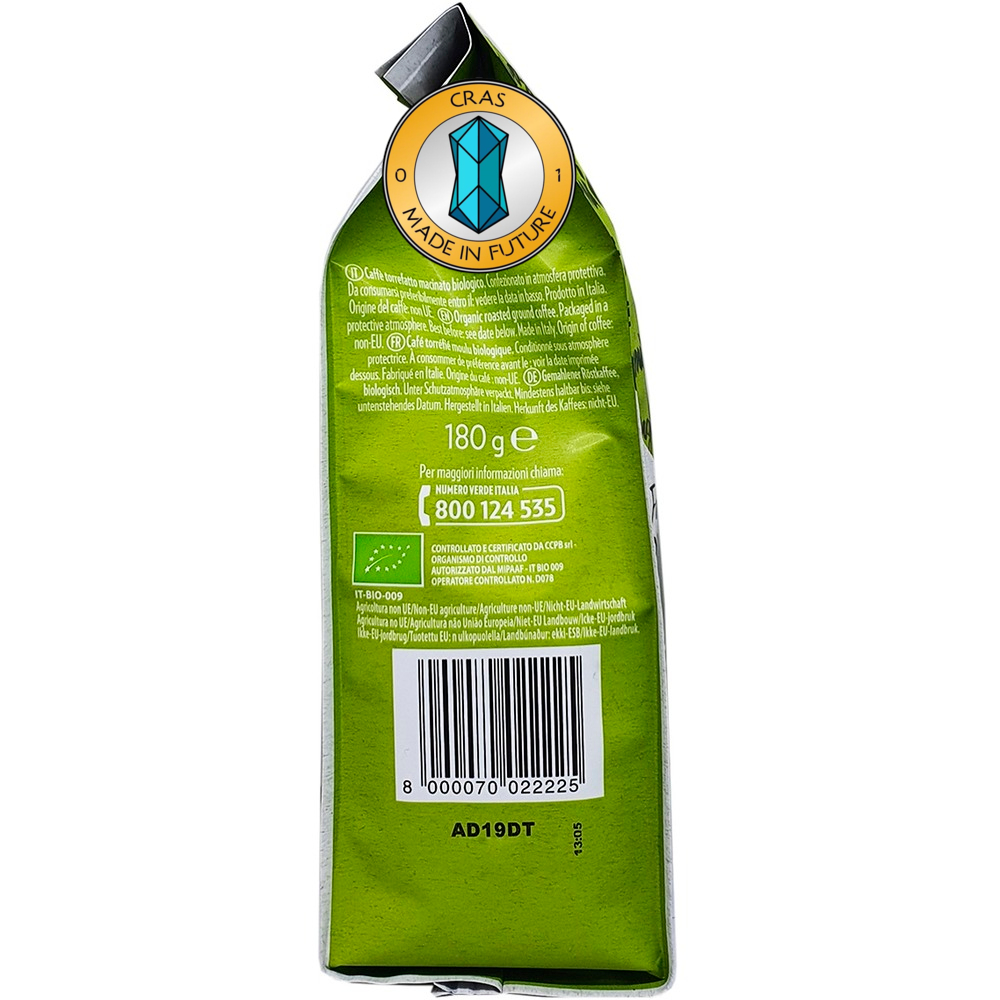 CRAS
0 1
MADE IN FUTURE
IT Caffè torrefatto macinato biologico. Confezionato in atmosfera protettiva.
Da consumarsi preferibilmente entro il: vedere la data in basso. Prodotto in Italia.
Origine del caffè: non UE. EN Organic roasted ground coffee. Packaged in a
protective atmosphere. Best before: see date below. Made in Italy. Origin of coffee:
non-EU. FR Café torréfié moulu biologique. Conditionné sous atmosphère
protectrice. À consommer de préférence avant le : voir la date imprimée
dessous. Fabriqué en Italie. Origine du café : non-UE. DE Gemahlener Röstkaffee,
biologisch. Unter Schutzatmosphäre verpackt. Mindestens haltbar bis: siehe
untenstehendes Datum. Hergestellt in Italien. Herkunft des Kaffees: nicht-EU.
180 g e
Per maggiori informazioni chiama:
NUMERO VERDE ITALIA
800 124 535
CONTROLLATO E CERTIFICATO DA CCPB srl -
ORGANISMO DI CONTROLLO
AUTORIZZATO DAL MIPAAF - IT BIO 009
OPERATORE CONTROLLATO N. D078
IT-BIO-009
Agricoltura non UE/Non-EU agriculture/Agriculture non-UE/Nicht-EU-Landwirtschaft
Agricultura no UE/Agricultura não União Europeia/Niet-EU Landbouw/Icke-EU-jordbruk
Ikke-EU-jordbrug/Tuotettu EU: n ulkopuolella/Landbúnaður: ekki-ESB/Ikke-EU-landbruk.
8 000070 022225
AD19DT
13:05